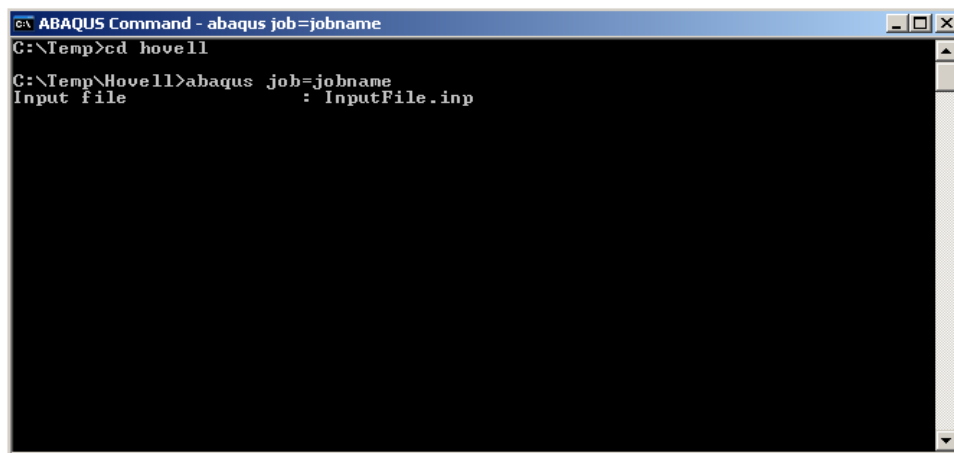 ABAQUS Command - abaqus job=jobname
C:\Temp>cd hovell
C:\Temp\Hovell>abaqus job=jobname
Input file : InputFile.inp